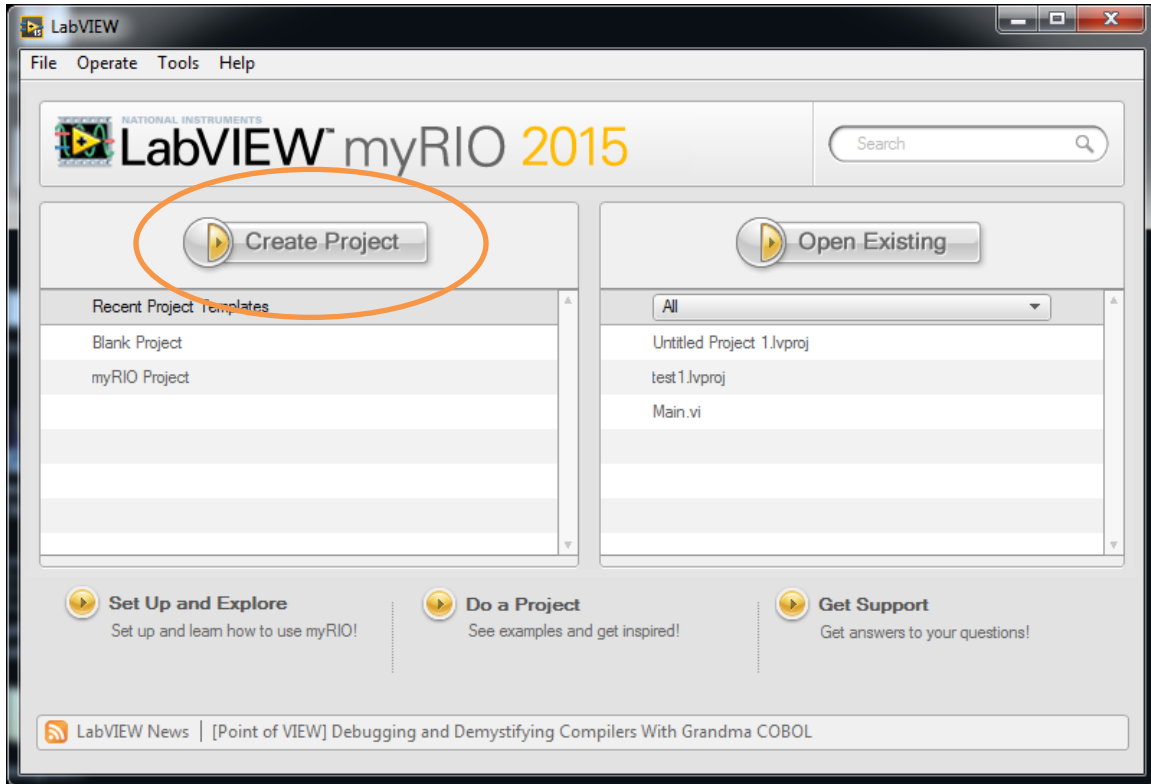 LabVIEW
File Operate Tools Help
NATIONAL INSTRUMENTS
LabVIEW™ myRIO 2015
Search
Create Project
Recent Project Templates
Blank Project
myRIO Project
Open Existing
All
Untitled Project 1.lvproj
test1.lvproj
Main.vi
Set Up and Explore
Set up and learn how to use myRIO!
Do a Project
See examples and get inspired!
Get Support
Get answers to your questions!
LabVIEW News | [Point of VIEW] Debugging and Demystifying Compilers With Grandma COBOL